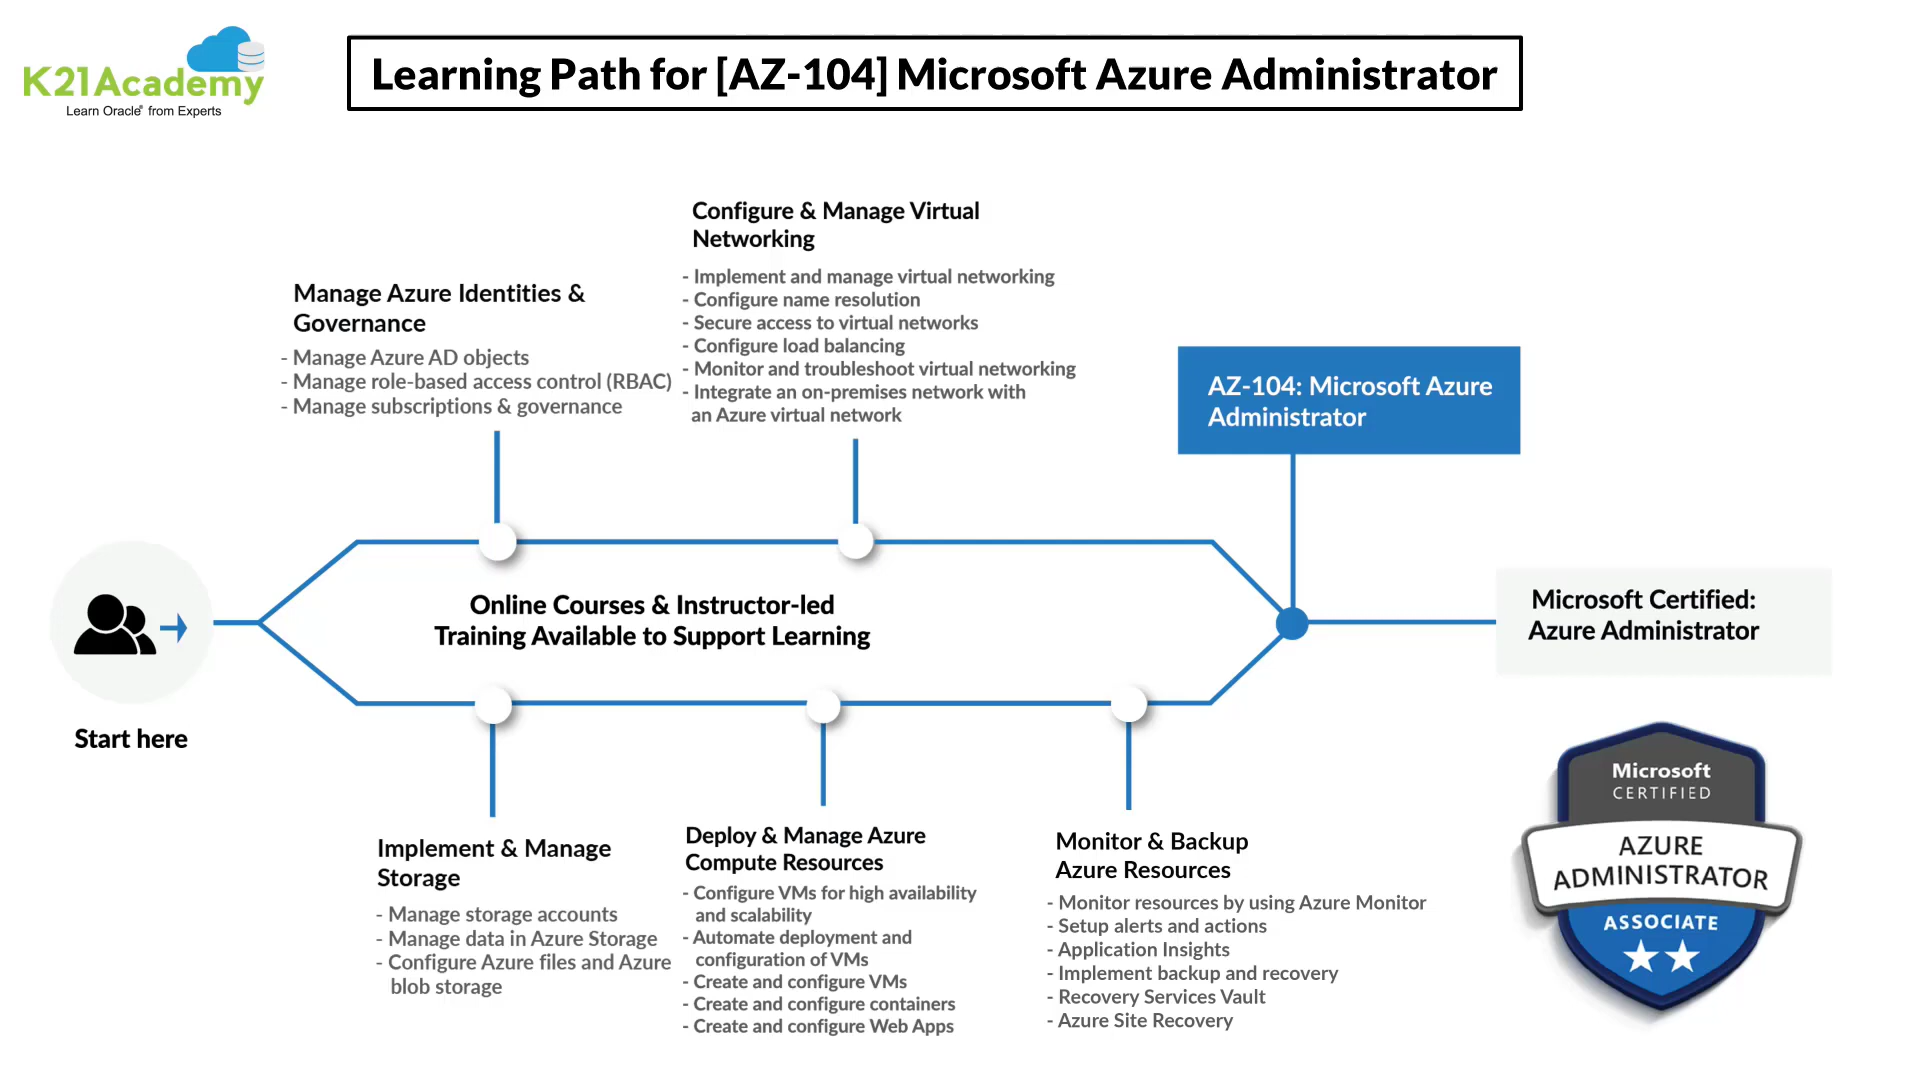 K21Academy
Learn Oracle® from Experts
Learning Path for [AZ-104] Microsoft Azure Administrator
Configure & Manage Virtual
Networking
- Implement and manage virtual networking
- Configure name resolution
- Secure access to virtual networks
- Configure load balancing
- Monitor and troubleshoot virtual networking
- Integrate an on-premises network with
an Azure virtual network
Manage Azure Identities &
Governance
- Manage Azure AD objects
- Manage role-based access control (RBAC)
- Manage subscriptions & governance
AZ-104: Microsoft Azure
Administrator
Online Courses & Instructor-led
Training Available to Support Learning
Microsoft Certified:
Azure Administrator
Start here
Implement & Manage
Storage
- Manage storage accounts
- Manage data in Azure Storage
- Configure Azure files and Azure
blob storage
Deploy & Manage Azure
Compute Resources
- Configure VMs for high availability
and scalability
- Automate deployment and
configuration of VMs
- Create and configure VMs
- Create and configure containers
- Create and configure Web Apps
Monitor & Backup
Azure Resources
- Monitor resources by using Azure Monitor
- Setup alerts and actions
- Application Insights
- Implement backup and recovery
- Recovery Services Vault
- Azure Site Recovery
Microsoft
CERTIFIED
AZURE
ADMINISTRATOR
ASSOCIATE